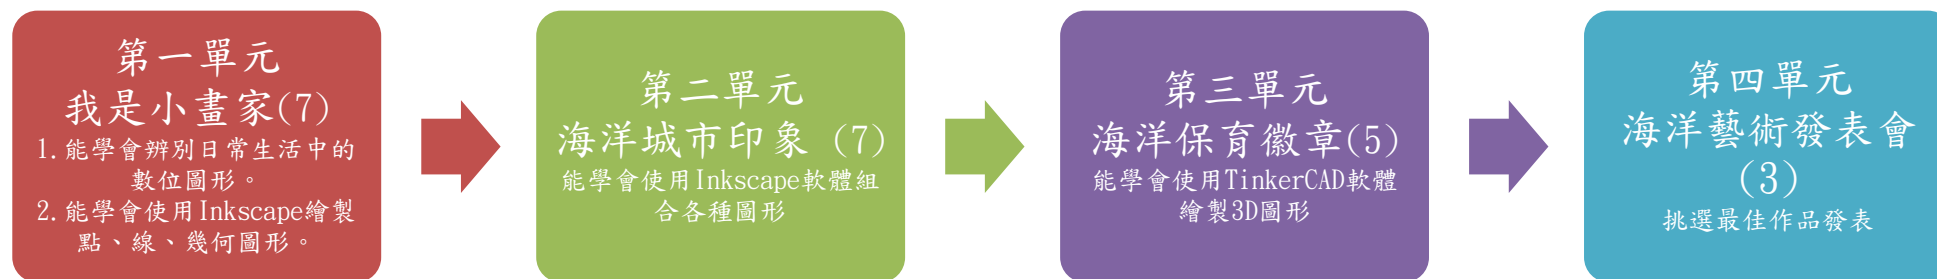 第一單元
我是小畫家(7)
1.能學會辨別日常生活中的
數位圖形。
2.能學會使用Inkscape繪製
點、線、幾何圖形。
第二單元
海洋城市印象 (7)
能學會使用Inkscape軟體組
合各種圖形
第三單元
海洋保育徽章(5)
能學會使用TinkerCAD軟體
繪製3D圖形
第四單元
海洋藝術發表會
(3)
挑選最佳作品發表